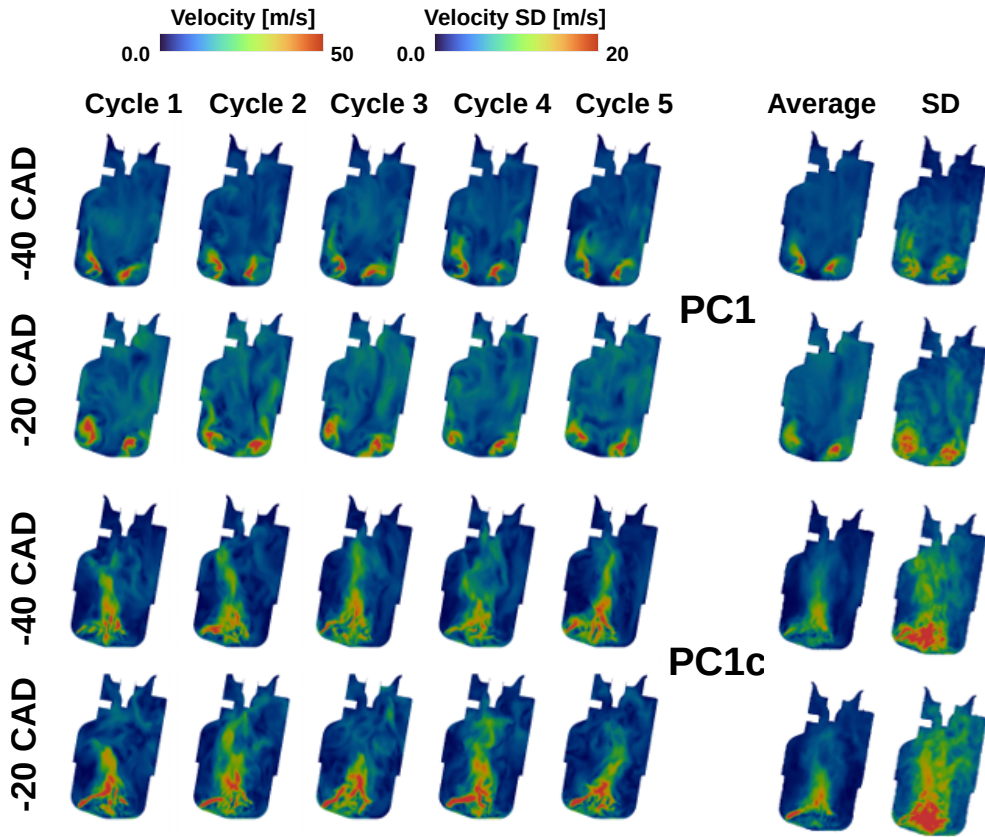 Velocity [m/s] Velocity SD [m/s]
0.0 50 0.0 20
Cycle 1 Cycle 2 Cycle 3 Cycle 4 Cycle 5 Average SD
-40 CAD
PC1
-20 CAD
-40 CAD
PC1c
-20 CAD